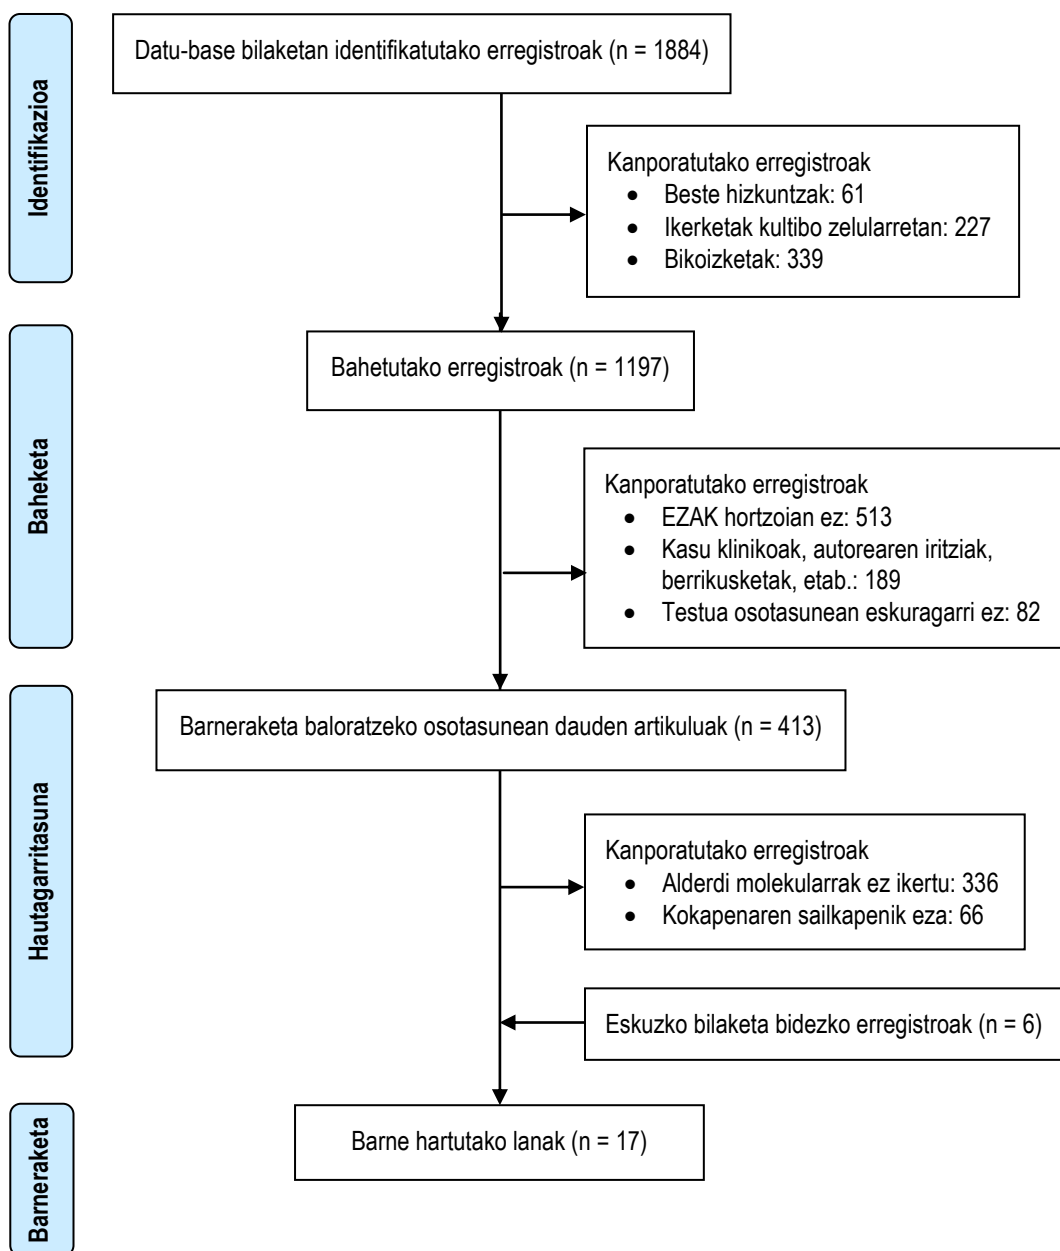 Identifikazioa
Datu-base bilaketan identifikatutako erregistroak (n = 1884)
Kanporatutako erregistroak
• Beste hizkuntzak: 61
• Ikerketak kultibo zelularretan: 227
• Bikoizketak: 339
Baheketa
Bahetutako erregistroak (n = 1197)
Kanporatutako erregistroak
• EZAK hortzoian ez: 513
• Kasu klinikoak, autorearen iritziak,
berrikusketak, etab.: 189
• Testua osotasunean eskuragarri ez: 82
Hautagarritasuna
Barneraketa baloratzeko osotasunean dauden artikuluak (n = 413)
Kanporatutako erregistroak
• Alderdi molekularrak ez ikertu: 336
• Kokapenaren sailkapenik eza: 66
Eskuzko bilaketa bidezko erregistroak (n = 6)
Barneraketa
Barne hartutako lanak (n = 17)